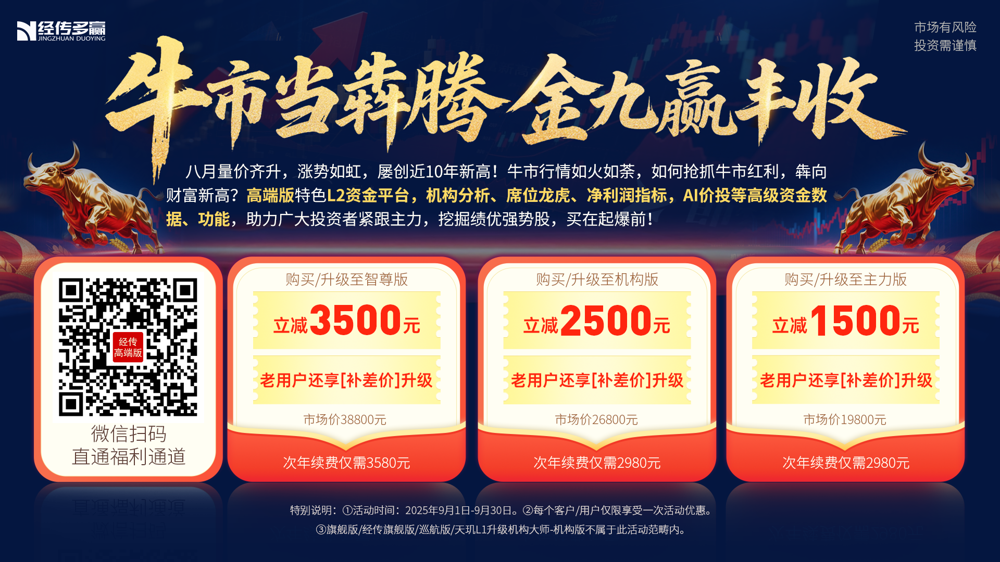 经传多赢
JINGZHUAN DUOYING
市场有风险
投资需谨慎
牛市当犇腾 金九赢丰收
八月量价齐升，涨势如虹，屡创近10年新高！牛市行情如火如荼，如何抢抓牛市红利，犇向
财富新高？高端版特色L2资金平台，机构分析、席位龙虎、净利润指标，AI价投等高级资金数
据、功能，助力广大投资者紧跟主力，挖掘绩优强势股，买在起爆前！
经传
高端版
微信扫码
直通福利通道
购买/升级至智尊版
立减3500元
老用户还享[补差价]升级
市场价38800元
次年续费仅需3580元
购买/升级至机构版
立减2500元
老用户还享[补差价]升级
市场价26800元
次年续费仅需2980元
购买/升级至主力版
立减1500元
老用户还享[补差价]升级
市场价19800元
次年续费仅需2980元
特别说明：①活动时间：2025年9月1日-9月30日。②每个客户/用户仅限享受一次活动优惠。
③旗舰版/经传旗舰版/巡航版/天玑L1升级机构大师-机构版不属于此活动范畴内。